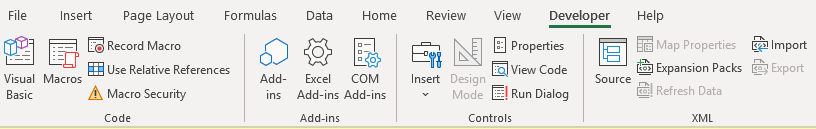 File Insert Page Layout Formulas Data Home Review View Developer Help
Record Macro
Use Relative References
Macro Security
Visual
Basic
Macros
Add-
ins
Excel
Add-ins
COM
Add-ins
Insert
Design
Mode
Properties
View Code
Run Dialog
Source
Map Properties
Expansion Packs
Refresh Data
Import
Export
Code Add-ins Controls XML